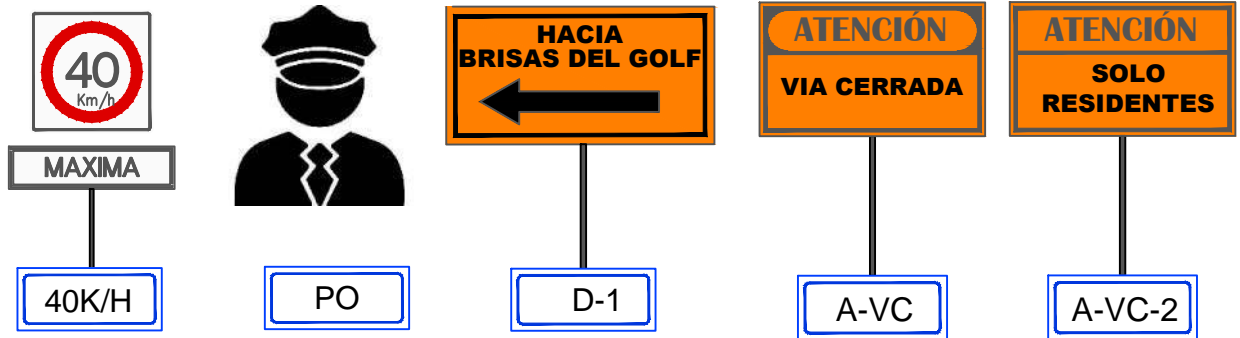 40
Km/h
MAXIMA
40K/H
PO
HACIA
BRISAS DEL GOLF
D-1
ATENCIÓN
VIA CERRADA
A-VC
ATENCIÓN
SOLO
RESIDENTES
A-VC-2